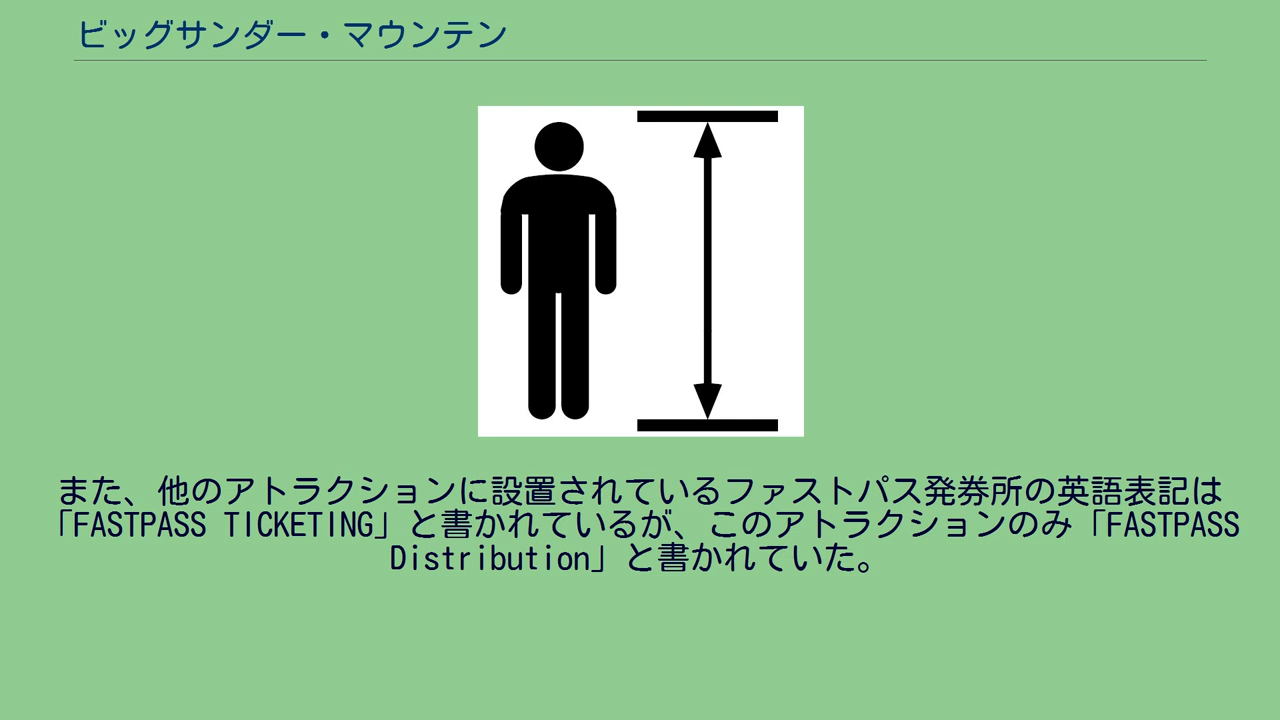 ビッグサンダー・マウンテン
また、他のアトラクションに設置されているファストパス発券所の英語表記は
「FASTPASS TICKETING」と書かれているが、このアトラクションのみ「FASTPASS
Distribution」と書かれていた。